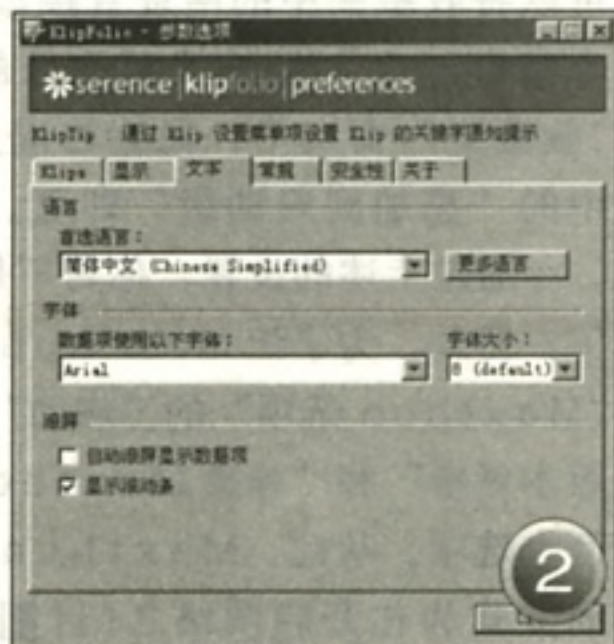 KlipFolio - 参数选项
serence|klipfolio|preferences
KlipTip : 通过 Klip 设置菜单项设置 Klip 的关键字通知提示
Klips 显示 文本 常规 安全性 关于
语言
首选语言：
简体中文 (Chinese Simplified) 更多语言
字体
数据项使用以下字体： 字体大小：
Arial 8 (default)
滚屏
自动滚屏显示数据项
显示滚动条
2